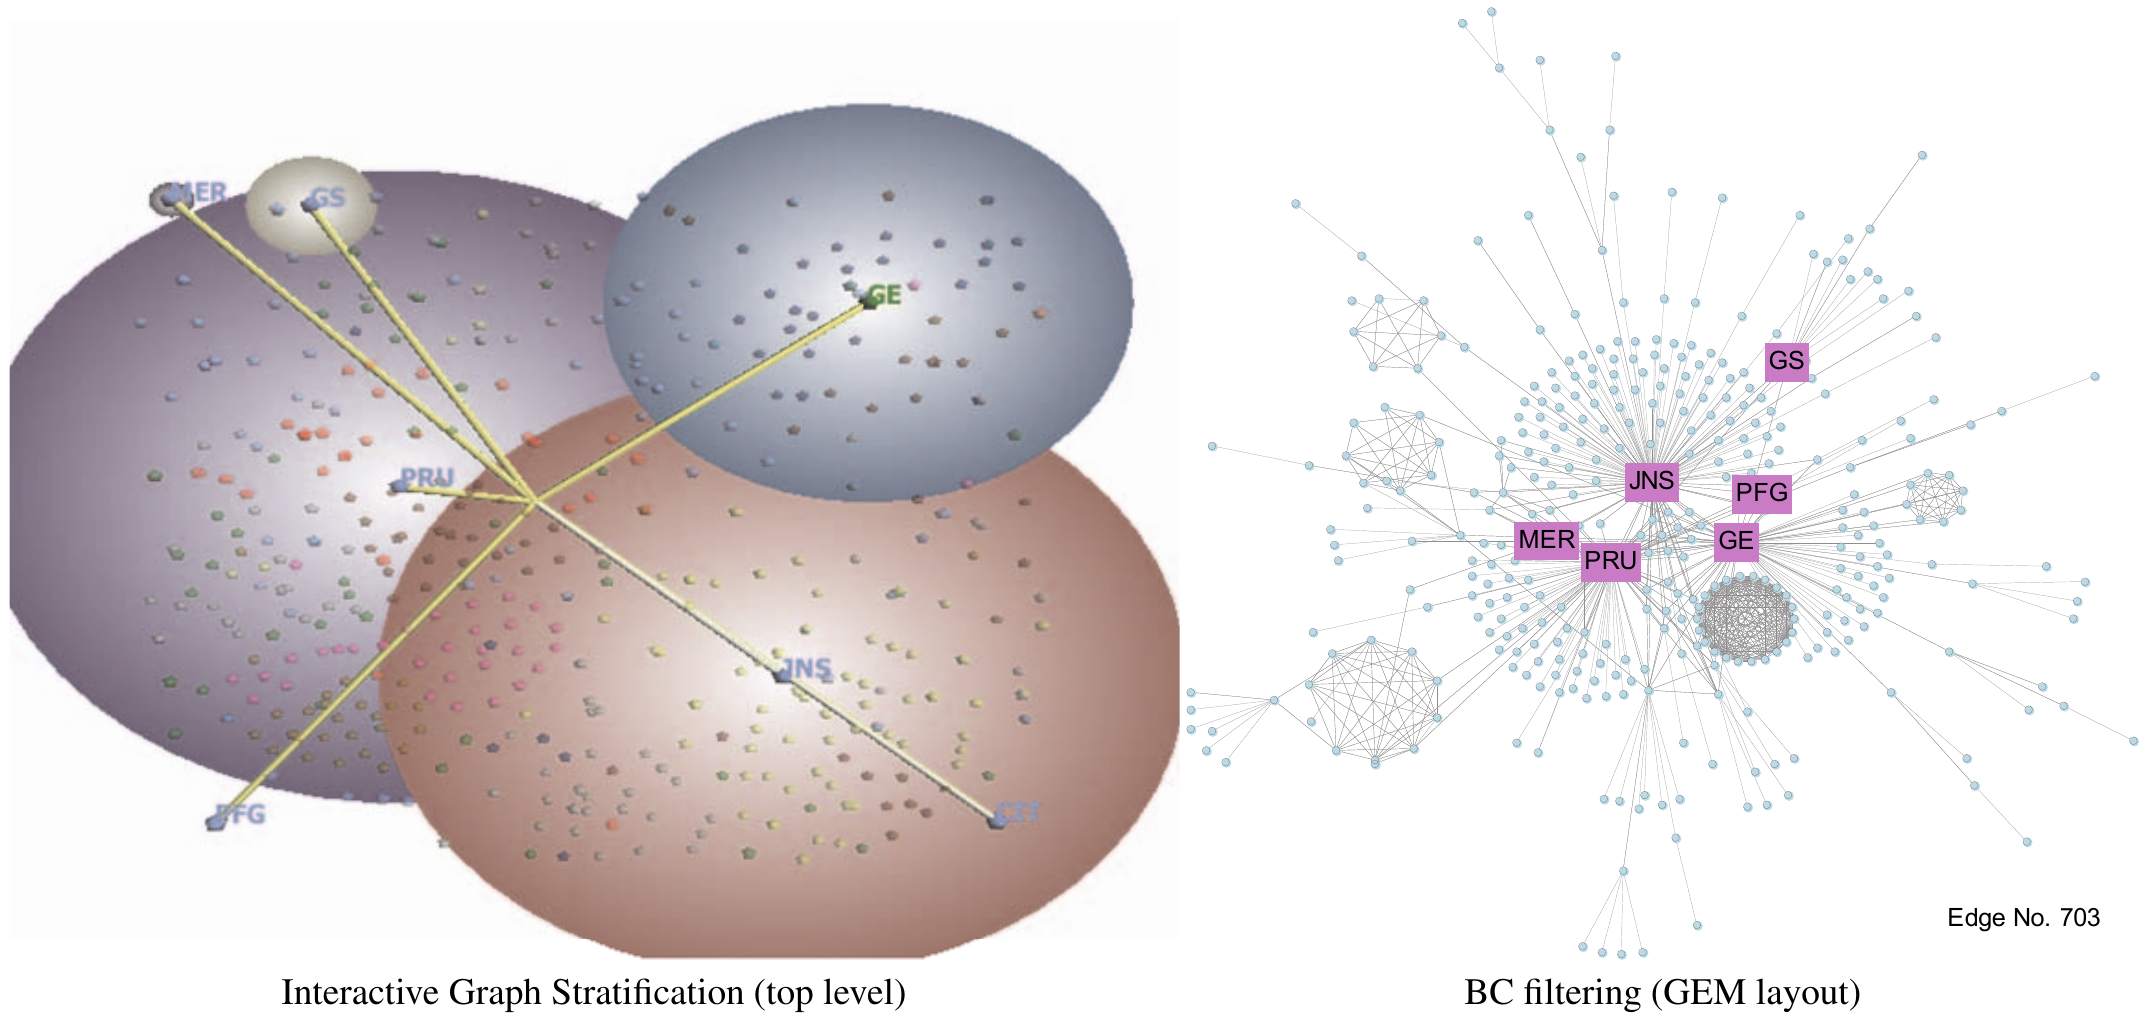 MER
GS
GE
PRU
JNS
PFG
CIT
Interactive Graph Stratification (top level)
GS
JNS
PFG
MER
GE
PRU
Edge No. 703
BC filtering (GEM layout)